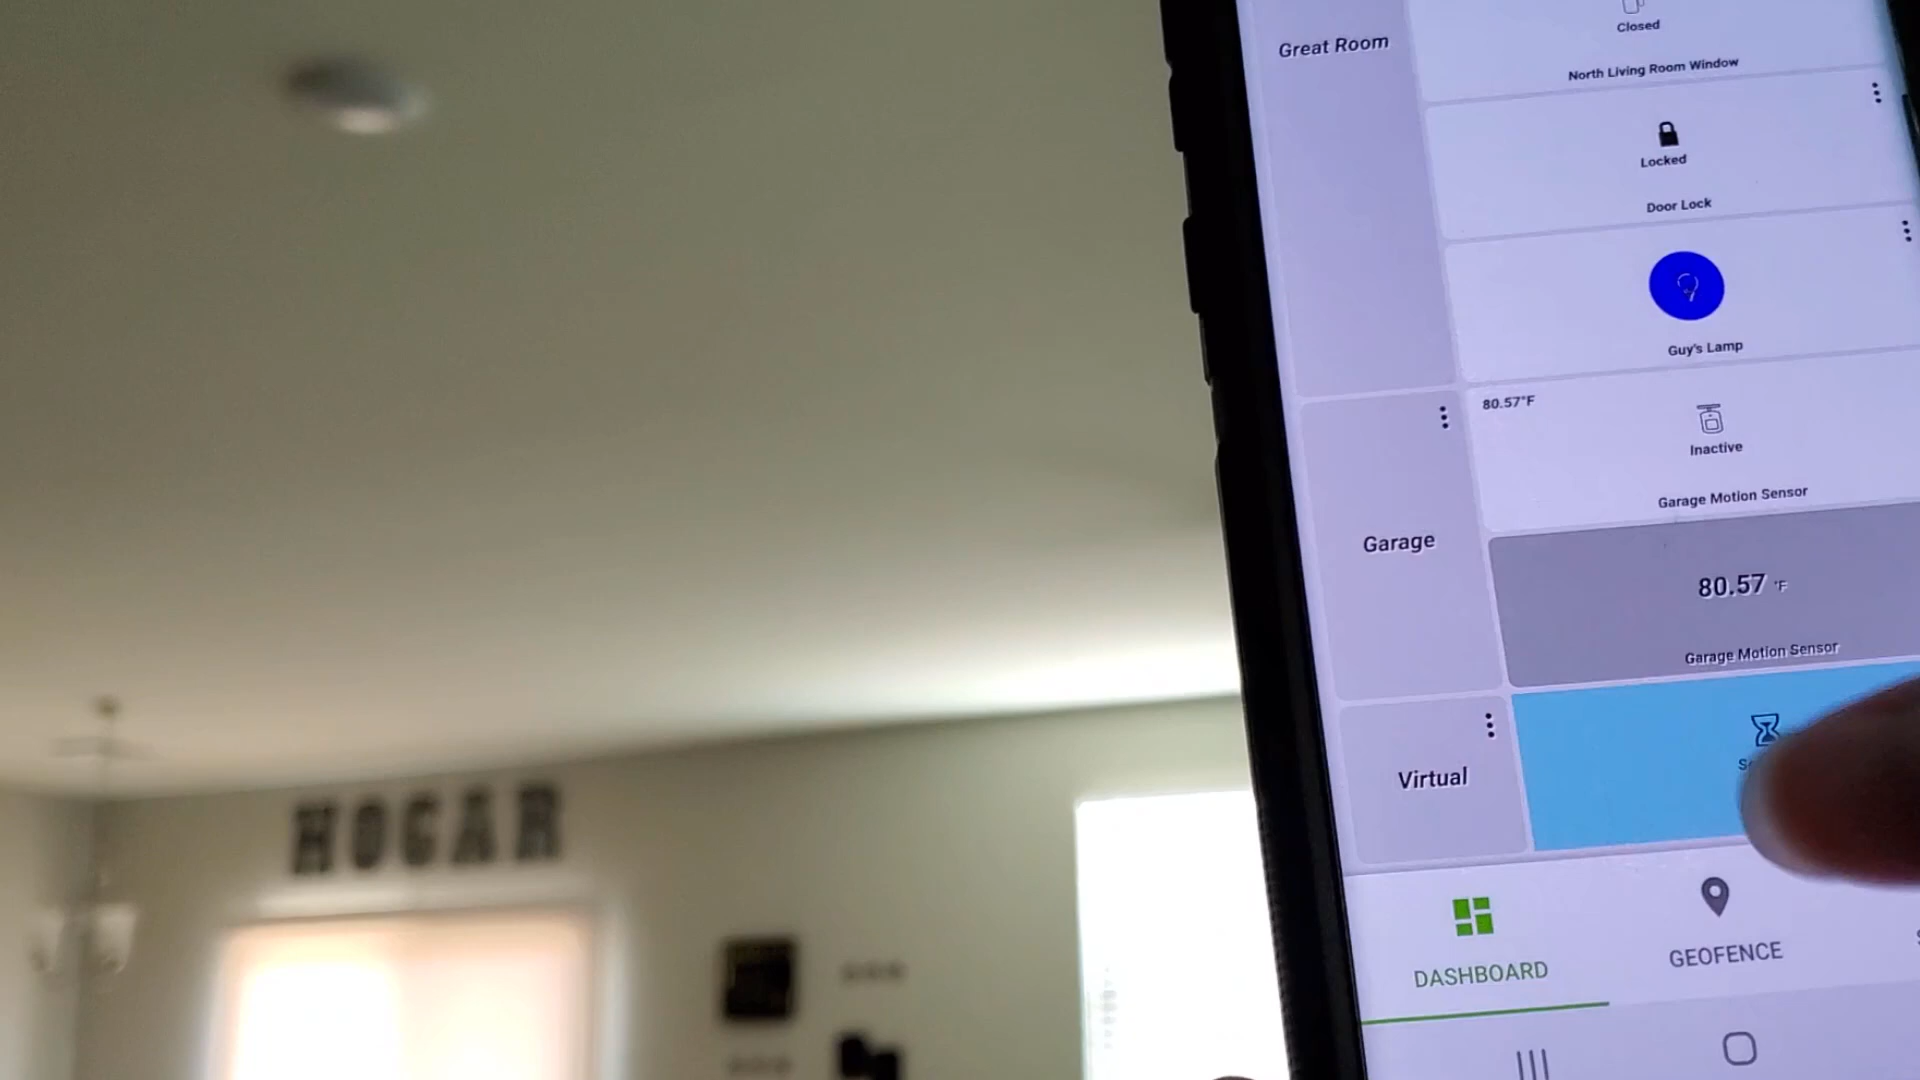 Closed
Great Room
North Living Room Window
Locked
Door Lock
Guy's Lamp
80.57°F
Inactive
Garage Motion Sensor
Garage
80.57 °F
Garage Motion Sensor
Virtual
HOGAR
DASHBOARD
GEOFENCE